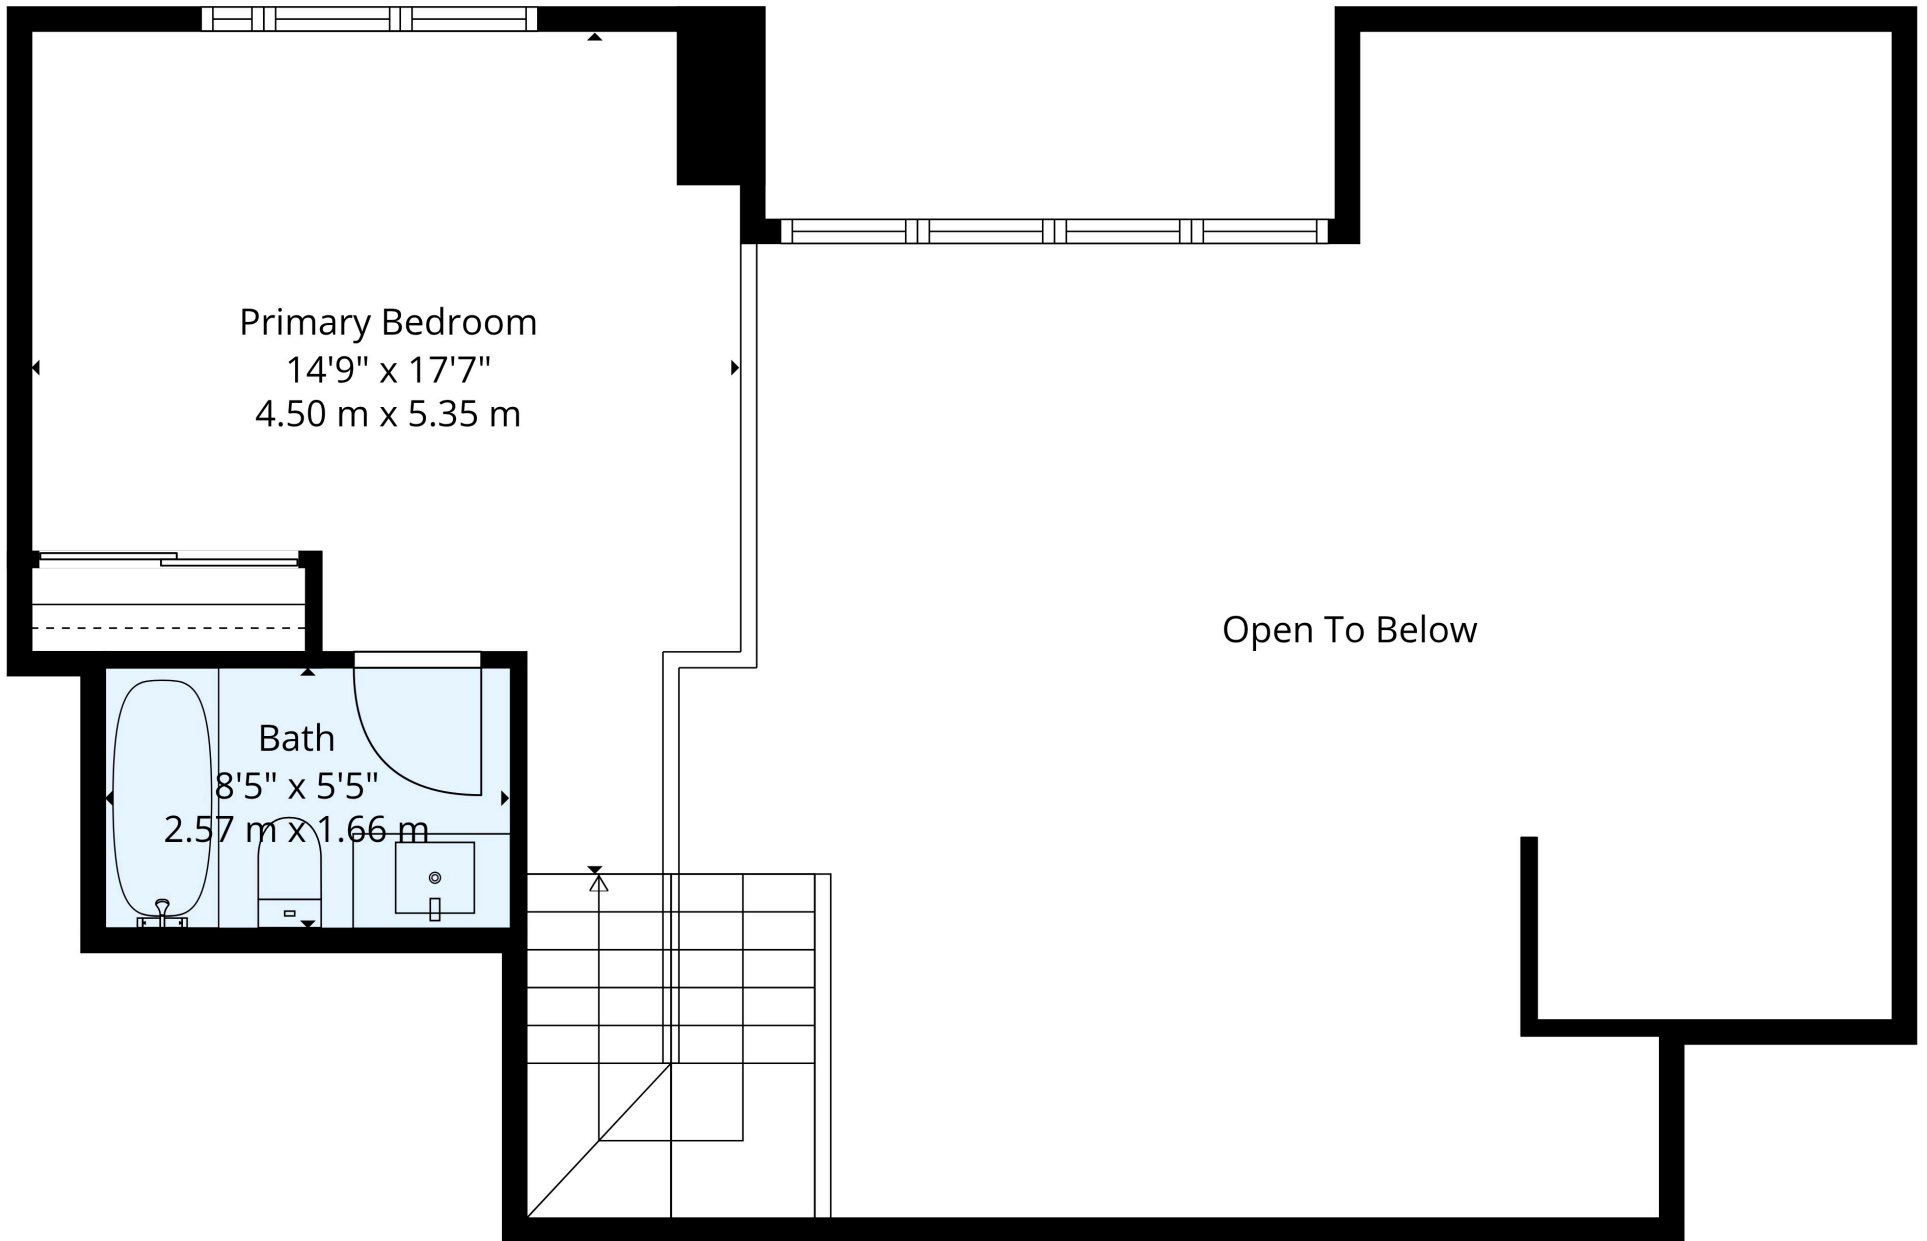 Primary Bedroom
14'9" x 17'7"
4.50 m x 5.35 m
Open To Below
Bath
8'5" x 5'5"
2.57 m x 1.66 m